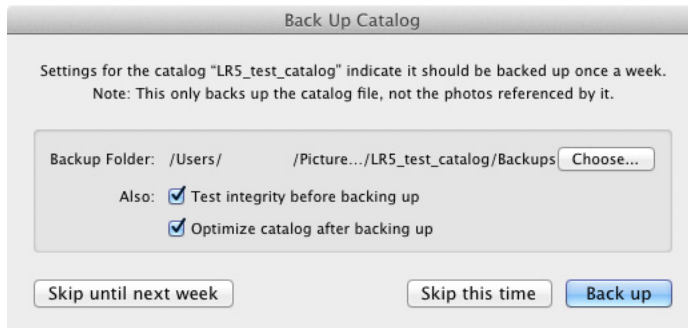 Back Up Catalog
Settings for the catalog “LR5_test_catalog” indicate it should be backed up once a week.
Note: This only backs up the catalog file, not the photos referenced by it.
Backup Folder: /Users/ /Picture.../LR5_test_catalog/Backups Choose...
Also: Test integrity before backing up
Optimize catalog after backing up
Skip until next week Skip this time Back up